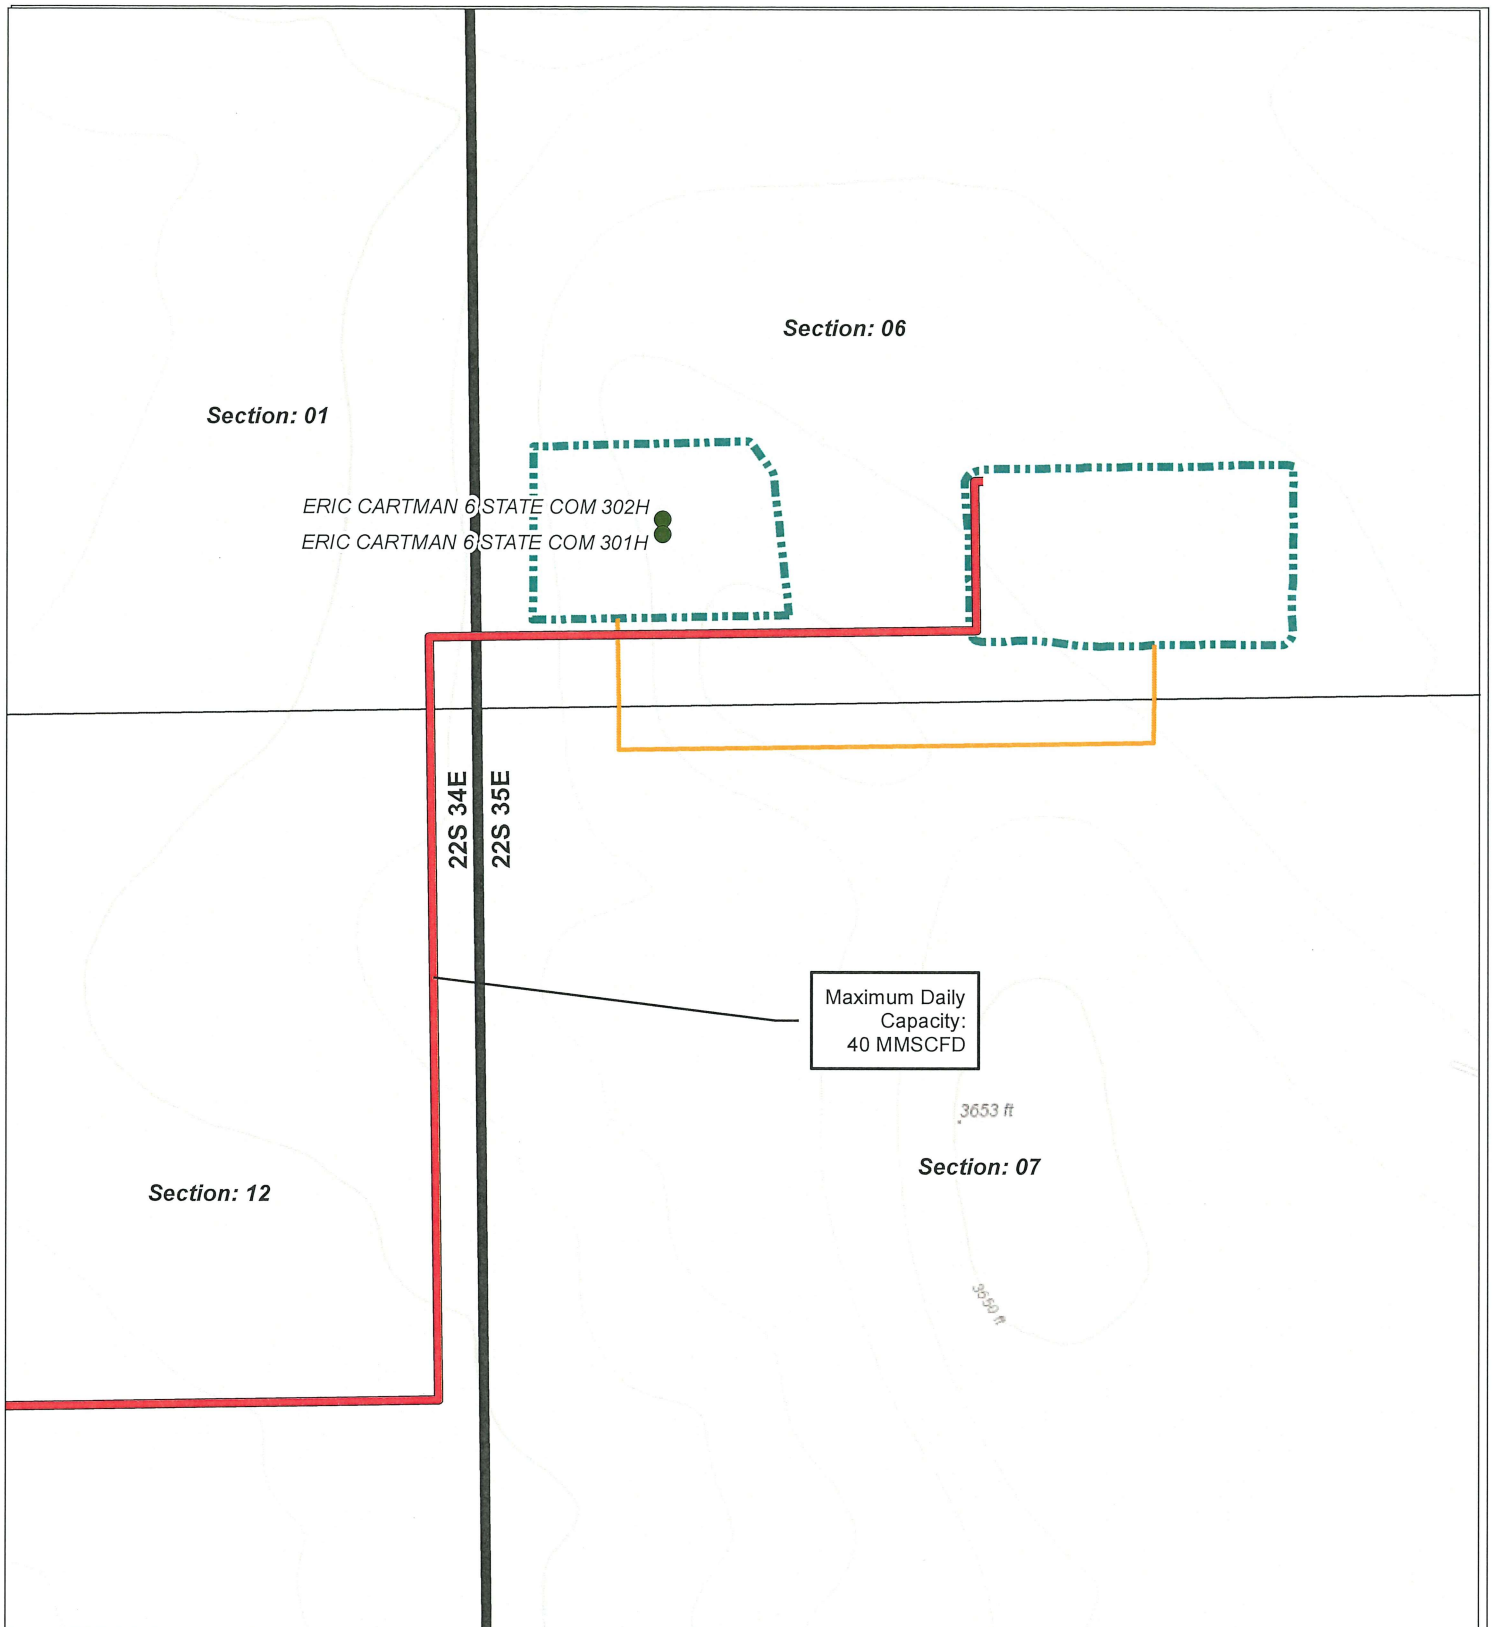 Section: 06
Section: 01
ERIC CARTMAN 6 STATE COM 302H
ERIC CARTMAN 6 STATE COM 301H
22S 34E
22S 35E
Maximum Daily
Capacity:
40 MMSCFD
3653 ft
Section: 07
Section: 12
3650 ft